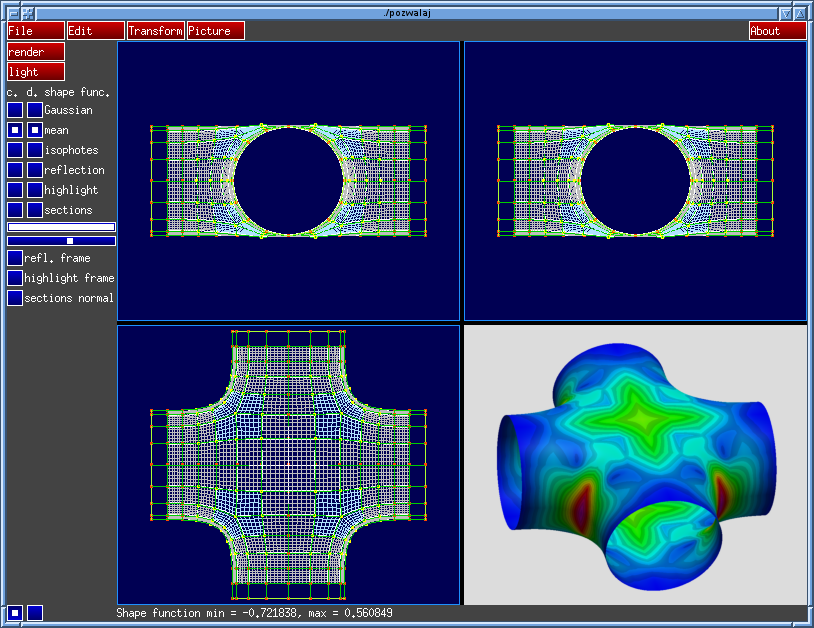 ./pozwalaj
File Edit Transform Picture About
render
light
c. d. shape func.
Gaussian
mean
isophotes
reflection
highlight
sections
refl. frame
highlight frame
sections normal
Shape function min = -0.721838, max = 0.560849